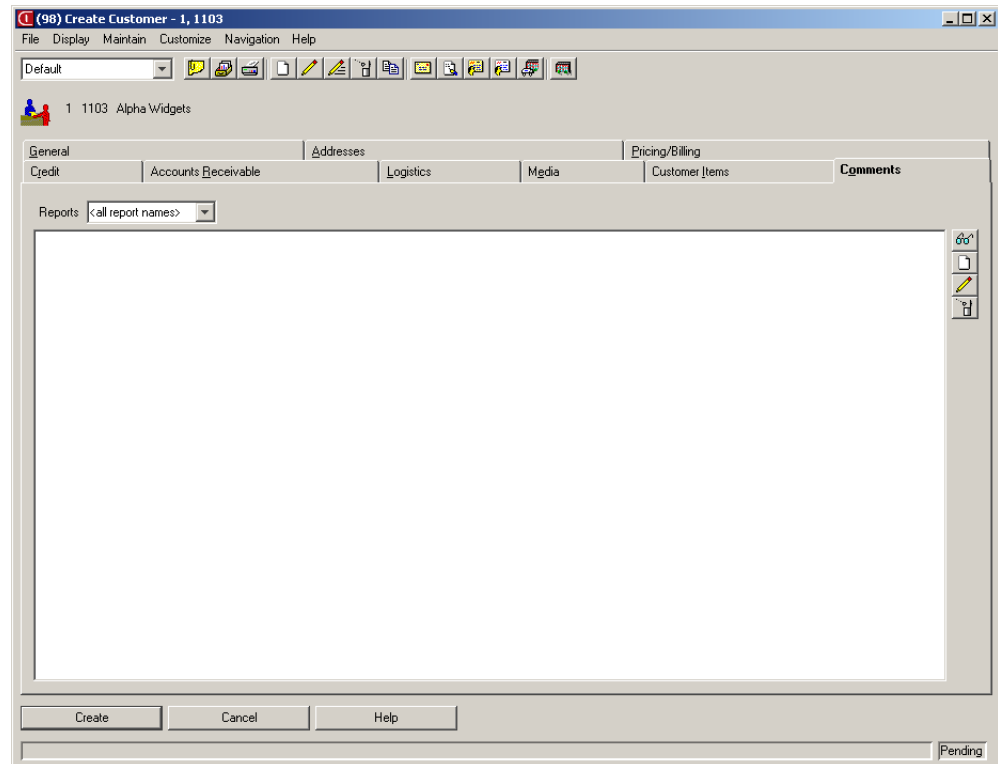 (98) Create Customer - 1, 1103
File Display Maintain Customize Navigation Help
Default
1 1103 Alpha Widgets
General Addresses Pricing/Billing
Credit Accounts Receivable Logistics Media Customer Items Comments
Reports <all report names>
Create Cancel Help
Pending